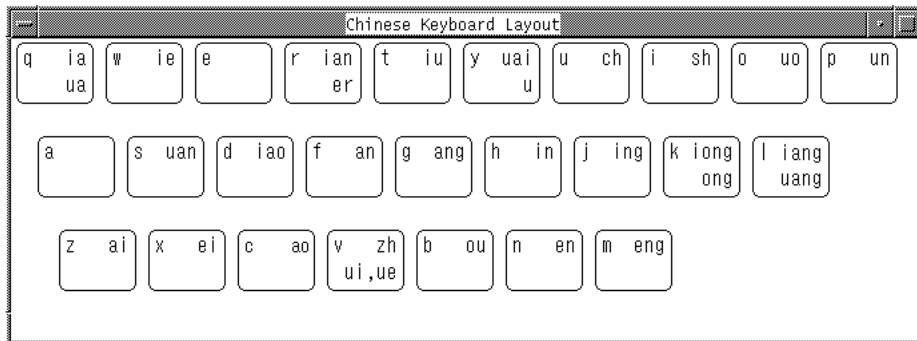 Chinese Keyboard Layout
q ia w ie e r ian t iu y uai u ch i sh o uo p un
ua er u
a s uan d iao f an g ang h in j ing k iong l iang
ong uang
z ai x ei c ao v zh b ou n en m eng
ui,ue